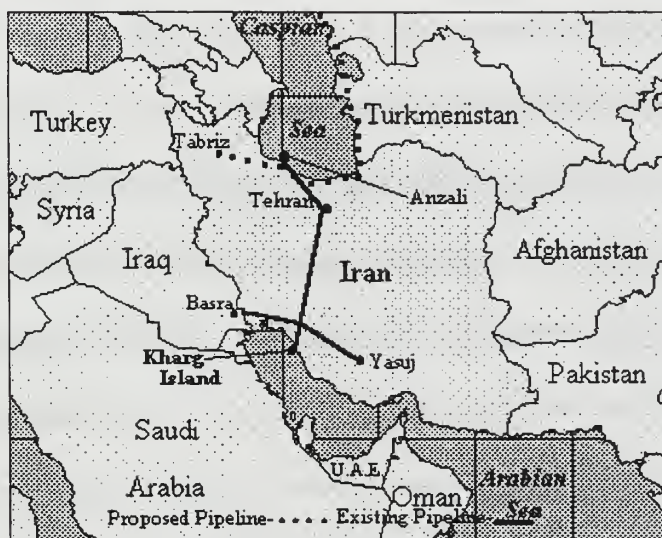 Caspian
Turkey
Turkmenistan
Sea
Tabriz
Tehran
Anzali
Syria
Afghanistan
Iraq
Iran
Basra
Kharg
Island
Yasuj
Pakistan
Saudi
Arabia
U.A.E.
Oman
Arabian
Sea
Proposed Pipeline- Existing Pipeline-